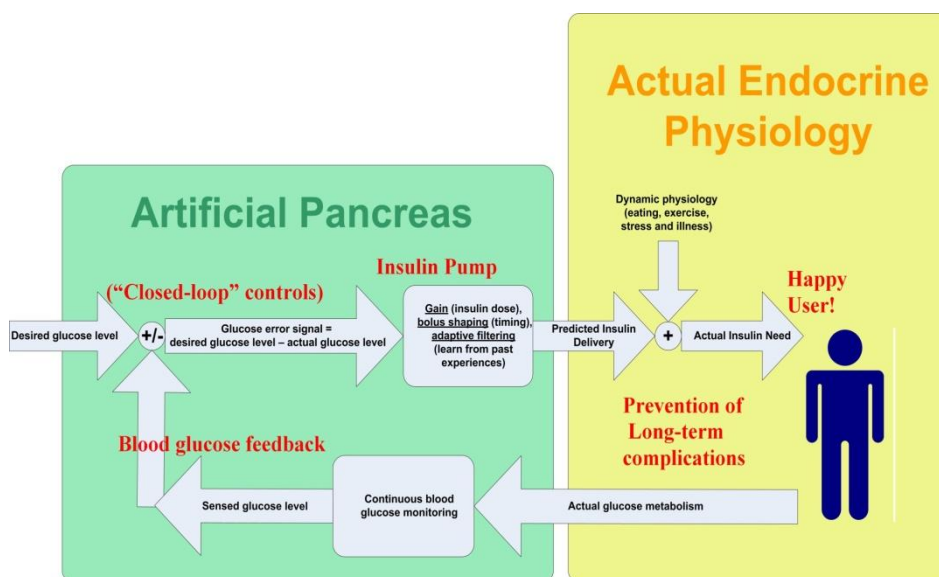 Actual Endocrine
Physiology
Artificial Pancreas
Dynamic physiology
(eating, exercise,
stress and illness)
Insulin Pump
(“Closed-loop” controls)
Happy
User!
Desired glucose level
+/-
Glucose error signal =
desired glucose level – actual glucose level
Gain (insulin dose),
bolus shaping (timing),
adaptive filtering
(learn from past
experiences)
Predicted Insulin
Delivery
+
Actual Insulin Need
Prevention of
Long-term
complications
Blood glucose feedback
Sensed glucose level
Continuous blood
glucose monitoring
Actual glucose metabolism